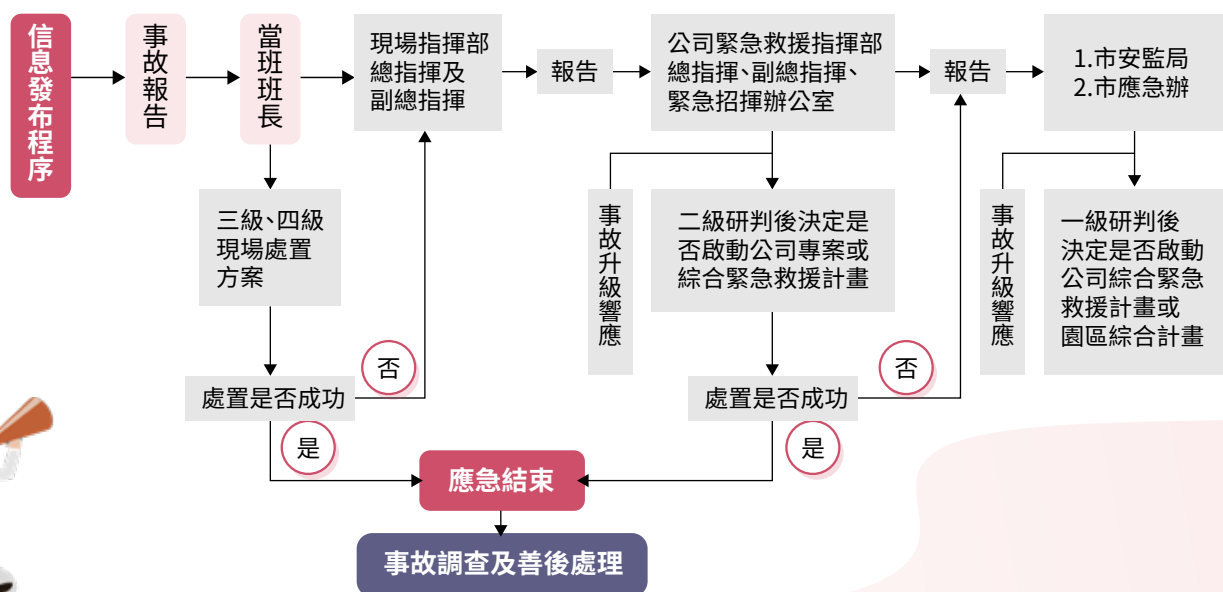 信息發布程序
事故報告
當班班長
現場指揮部
總指揮及
副總指揮
報告
公司緊急救援指揮部
總指揮、副總指揮、
緊急招揮辦公室
報告
1.市安監局
2.市應急辦
三級、四級
現場處置
方案
事故升級響應
二級研判後決定是
否啟動公司專案或
綜合緊急救援計畫
事故升級響應
一級研判後
決定是否啟動
公司綜合緊急
救援計畫或
園區綜合計畫
否
否
處置是否成功
處置是否成功
是
是
應急結束
事故調查及善後處理